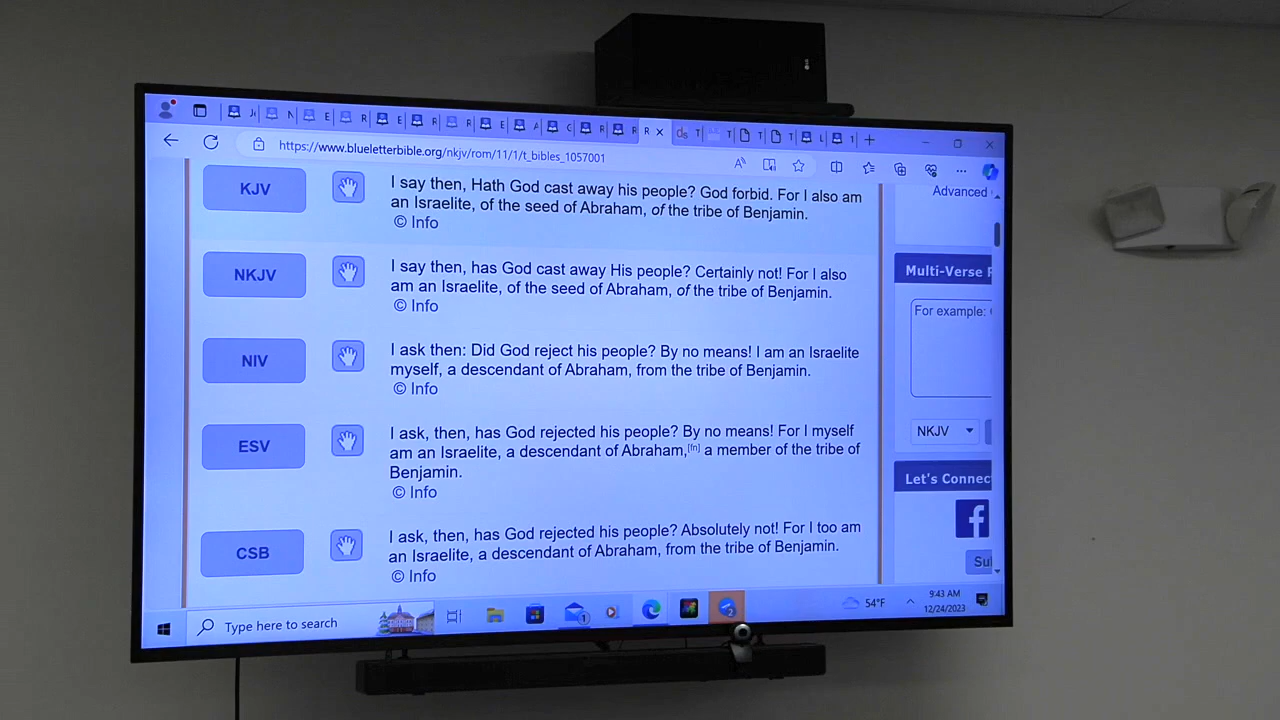 https://www.blueletterbible.org/nkjv/rom/11/1/t_bibles_1057001
Advanced
KJV
I say then, Hath God cast away his people? God forbid. For I also am
an Israelite, of the seed of Abraham, of the tribe of Benjamin.
© Info
NKJV
I say then, has God cast away His people? Certainly not! For I also
am an Israelite, of the seed of Abraham, of the tribe of Benjamin.
© Info
NIV
I ask then: Did God reject his people? By no means! I am an Israelite
myself, a descendant of Abraham, from the tribe of Benjamin.
© Info
ESV
I ask, then, has God rejected his people? By no means! For I myself
am an Israelite, a descendant of Abraham,[fn] a member of the tribe of
Benjamin.
© Info
CSB
I ask, then, has God rejected his people? Absolutely not! For I too am
an Israelite, a descendant of Abraham, from the tribe of Benjamin.
© Info
Multi-Verse
For example:
NKJV
Let's Connec
Su
Type here to search
1
2
54°F
9:43 AM
12/24/2023
LG